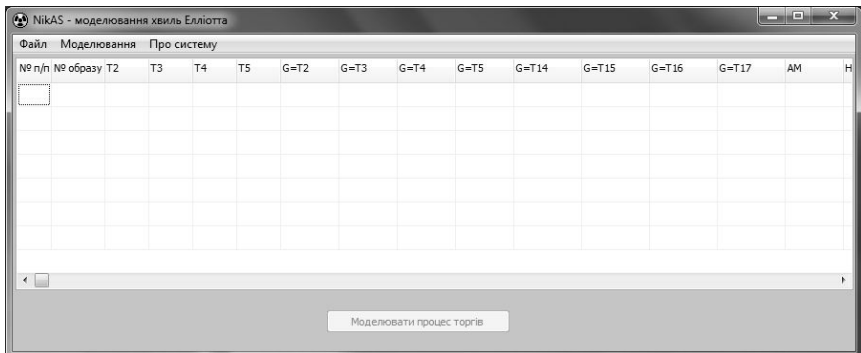 NikAS - моделювання хвиль Елліотта
Файл Моделювання Про систему
№ п/п № образу T2 T3 T4 T5 G=T2 G=T3 G=T4 G=T5 G=T14 G=T15 G=T16 G=T17 AM H
Моделювати процес торгів